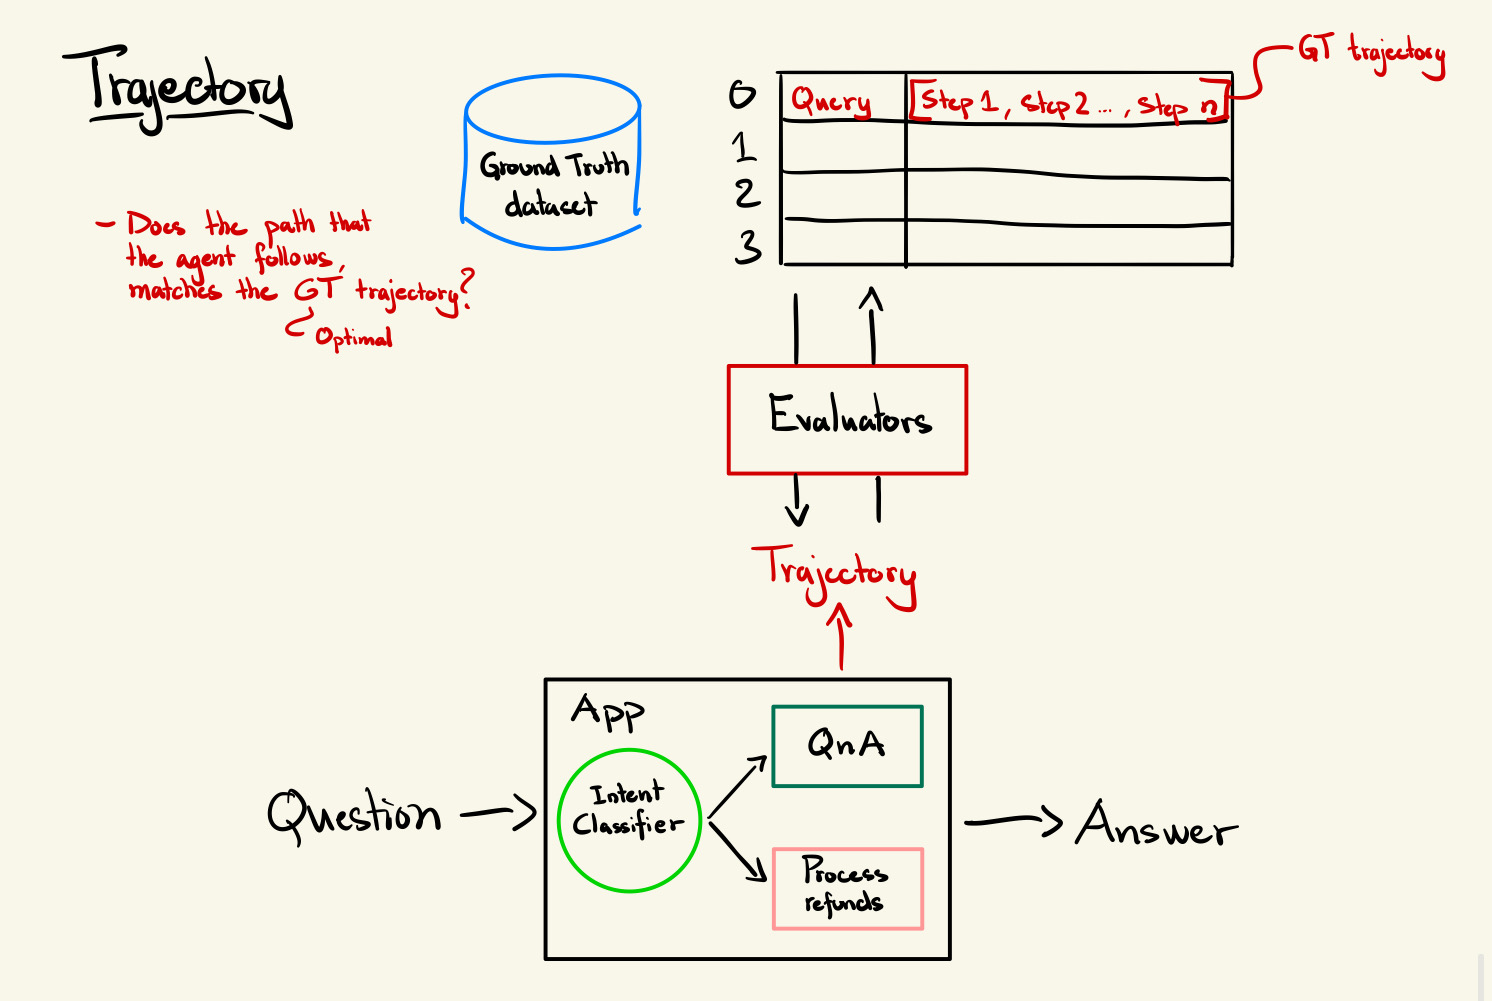 Trajectory
- Does the path that
the agent follows,
matches the GT trajectory?
Optimal
Ground Truth
dataset
0
Query
[Step 1, Step 2 ..., Step n]
GT trajectory
1
2
3
Evaluators
Trajectory
App
Intent
Classifier
QnA
Process
refunds
Question
Answer